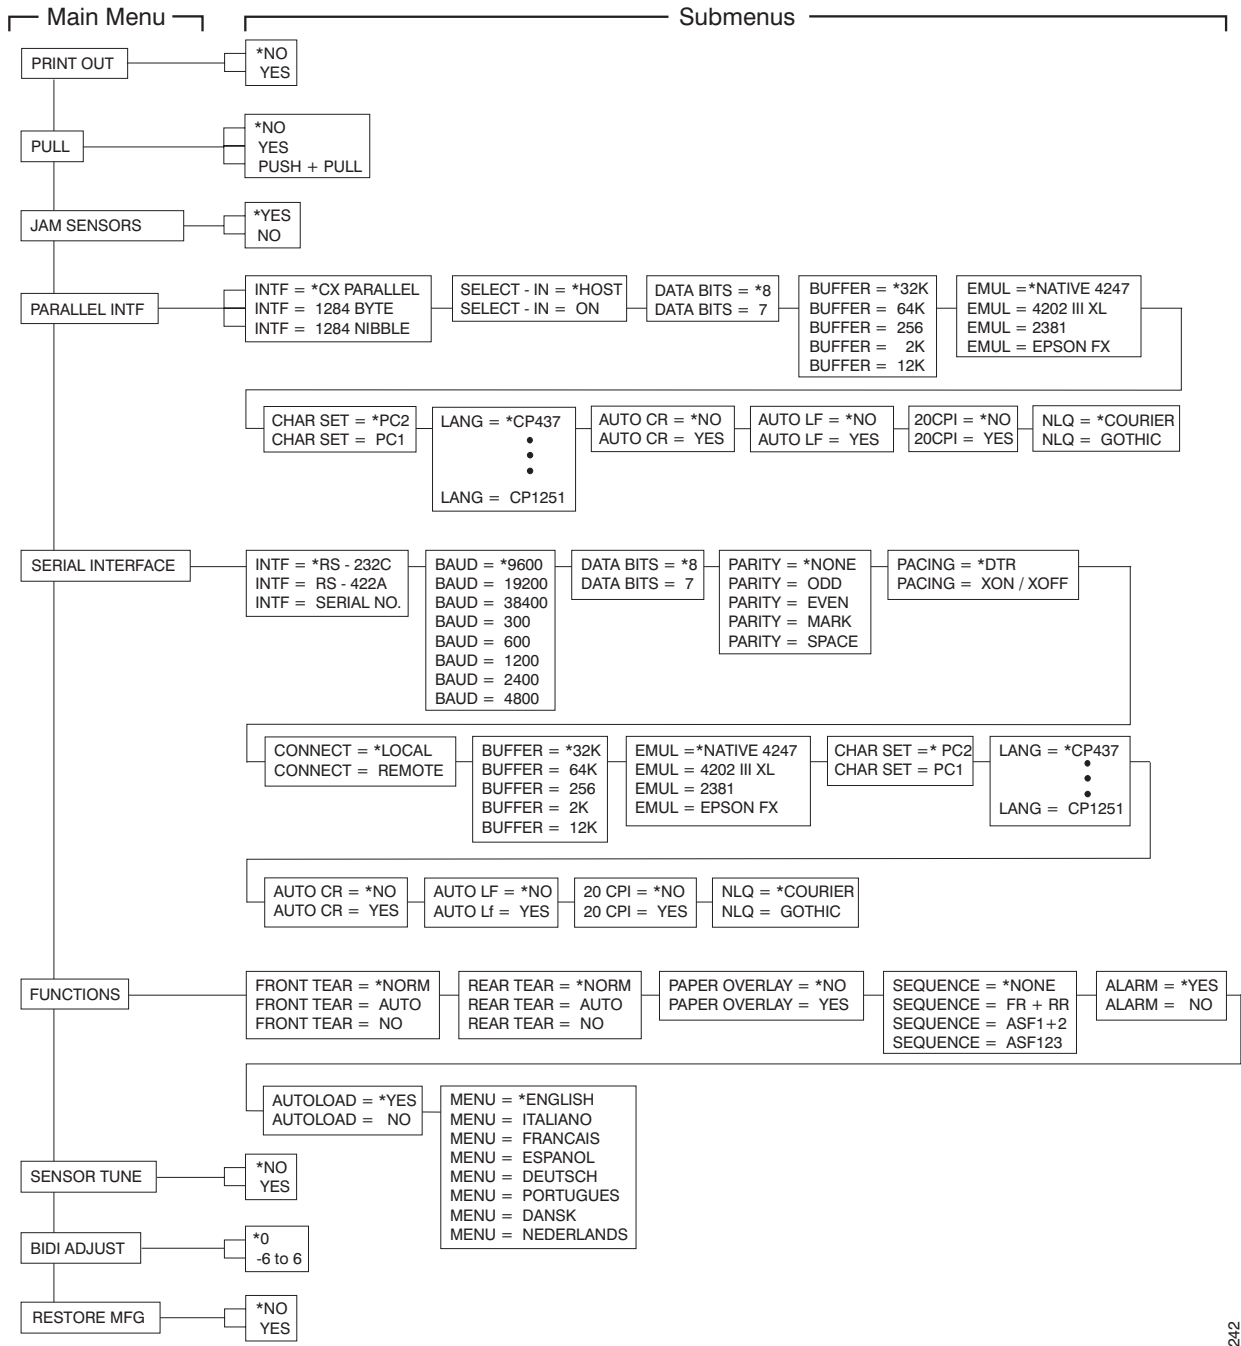 Main Menu
Submenus
PRINT OUT
*NO
YES
PULL
*NO
YES
PUSH + PULL
JAM SENSORS
*YES
NO
PARALLEL INTF
INTF = *CX PARALLEL
INTF = 1284 BYTE
INTF = 1284 NIBBLE
SELECT - IN = *HOST
SELECT - IN = ON
DATA BITS = *8
DATA BITS = 7
BUFFER = *32K
BUFFER = 64K
BUFFER = 256
BUFFER = 2K
BUFFER = 12K
EMUL =*NATIVE 4247
EMUL = 4202 III XL
EMUL = 2381
EMUL = EPSON FX
CHAR SET = *PC2
CHAR SET = PC1
LANG = *CP437
LANG = CP1251
AUTO CR = *NO
AUTO CR = YES
AUTO LF = *NO
AUTO LF = YES
20CPI = *NO
20CPI = YES
NLQ = *COURIER
NLQ = GOTHIC
SERIAL INTERFACE
INTF = *RS - 232C
INTF = RS - 422A
INTF = SERIAL NO.
BAUD = *9600
BAUD = 19200
BAUD = 38400
BAUD = 300
BAUD = 600
BAUD = 1200
BAUD = 2400
BAUD = 4800
DATA BITS = *8
DATA BITS = 7
PARITY = *NONE
PARITY = ODD
PARITY = EVEN
PARITY = MARK
PARITY = SPACE
PACING = *DTR
PACING = XON / XOFF
CONNECT = *LOCAL
CONNECT = REMOTE
BUFFER = *32K
BUFFER = 64K
BUFFER = 256
BUFFER = 2K
BUFFER = 12K
EMUL =*NATIVE 4247
EMUL = 4202 III XL
EMUL = 2381
EMUL = EPSON FX
CHAR SET =* PC2
CHAR SET = PC1
LANG = *CP437
LANG = CP1251
AUTO CR = *NO
AUTO CR = YES
AUTO LF = *NO
AUTO Lf = YES
20 CPI = *NO
20 CPI = YES
NLQ = *COURIER
NLQ = GOTHIC
FUNCTIONS
FRONT TEAR = *NORM
FRONT TEAR = AUTO
FRONT TEAR = NO
REAR TEAR = *NORM
REAR TEAR = AUTO
REAR TEAR = NO
PAPER OVERLAY = *NO
PAPER OVERLAY = YES
SEQUENCE = *NONE
SEQUENCE = FR + RR
SEQUENCE = ASF1+2
SEQUENCE = ASF123
ALARM = *YES
ALARM = NO
AUTOLOAD = *YES
AUTOLOAD = NO
MENU = *ENGLISH
MENU = ITALIANO
MENU = FRANCAIS
MENU = ESPANOL
MENU = DEUTSCH
MENU = PORTUGUES
MENU = DANSK
MENU = NEDERLANDS
SENSOR TUNE
*NO
YES
BIDI ADJUST
*0
-6 to 6
RESTORE MFG
*NO
YES
242